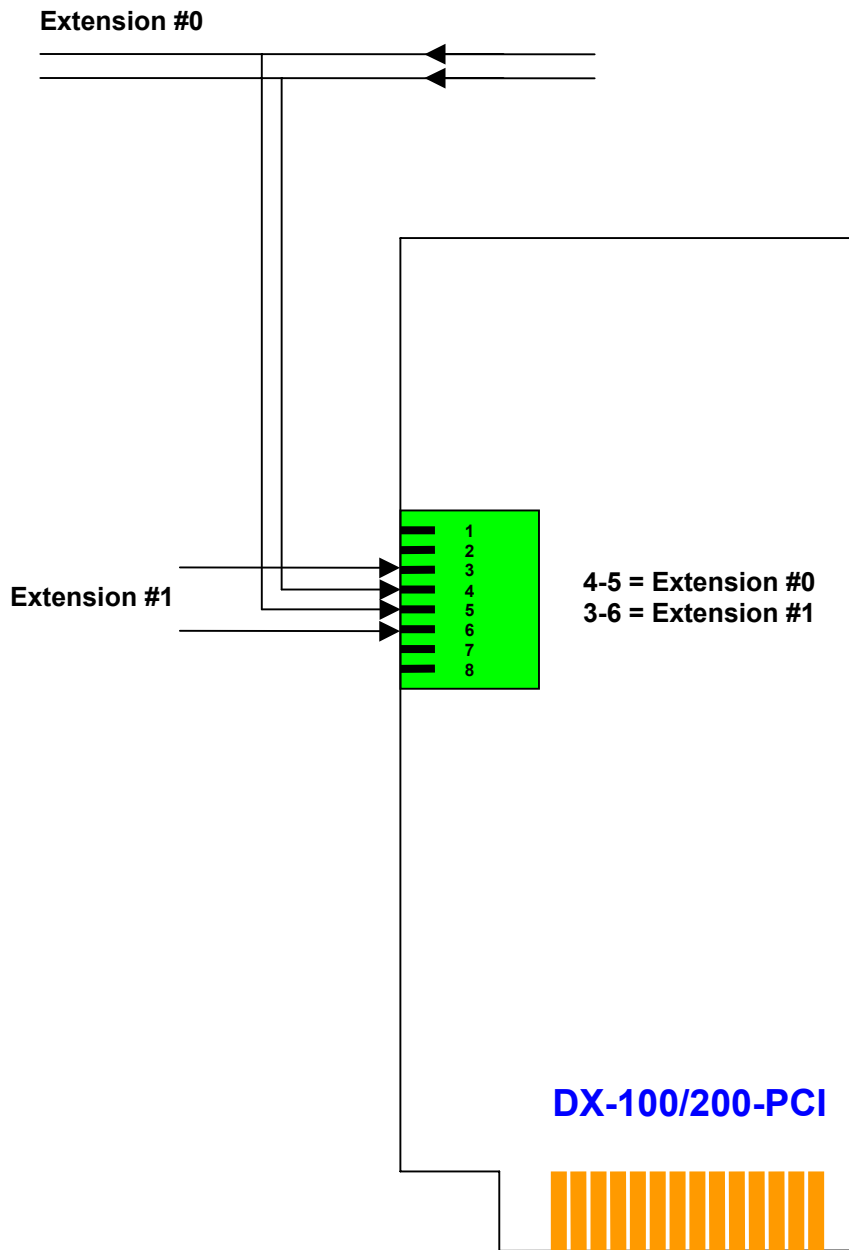 Extension #0
1
2
3
4
5
6
7
8
Extension #1
4-5 = Extension #0
3-6 = Extension #1
DX-100/200-PCI